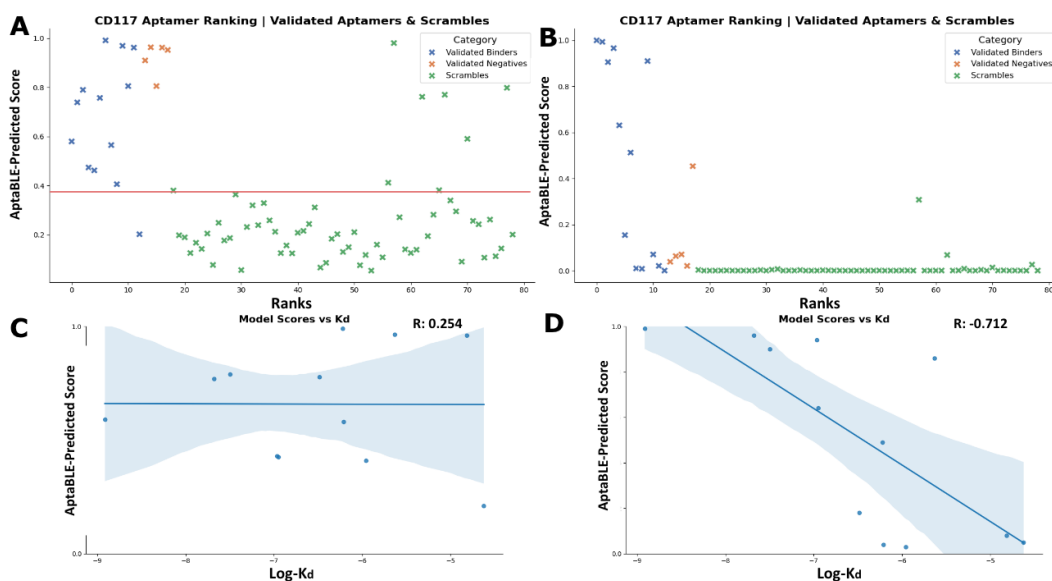 A
CD117 Aptamer Ranking | Validated Aptamers & Scrambles
Category
Validated Binders
Validated Negatives
Scrambles
AptaBLE-Predicted Score
1.0
0.8
0.6
0.4
0.2
0 20 40 60 80
Ranks
B
CD117 Aptamer Ranking | Validated Aptamers & Scrambles
Category
Validated Binders
Validated Negatives
Scrambles
AptaBLE-Predicted Score
1.0
0.8
0.6
0.4
0.2
0.0
0 10 20 30 40 50 60 70 80
Ranks
C
Model Scores vs Kd
R: 0.254
AptaBLE-Predicted Score
1.0
0.0
−9 −8 −7 −6 −5
Log-Kd
D
Model Scores vs Kd
R: -0.712
AptaBLE-Predicted Score
1.0
0.0
−9 −8 −7 −6 −5
Log-Kd